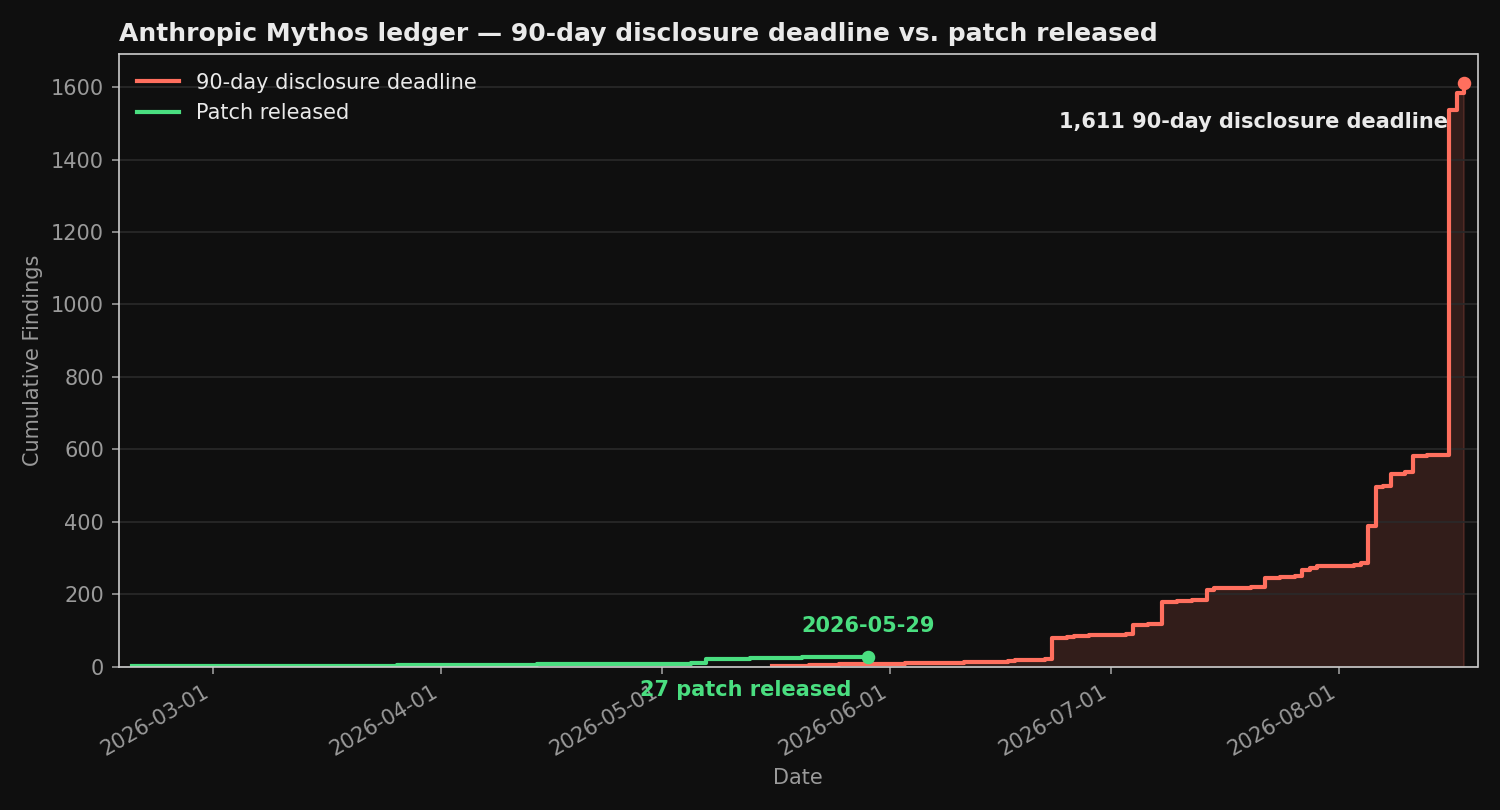 Anthropic Mythos ledger — 90-day disclosure deadline vs. patch released
90-day disclosure deadline
Patch released
1,611 90-day disclosure deadline
2026-05-29
27 patch released
Cumulative Findings
1600
1400
1200
1000
800
600
400
200
0
2026-03-01
2026-04-01
2026-05-01
2026-06-01
2026-07-01
2026-08-01
Date